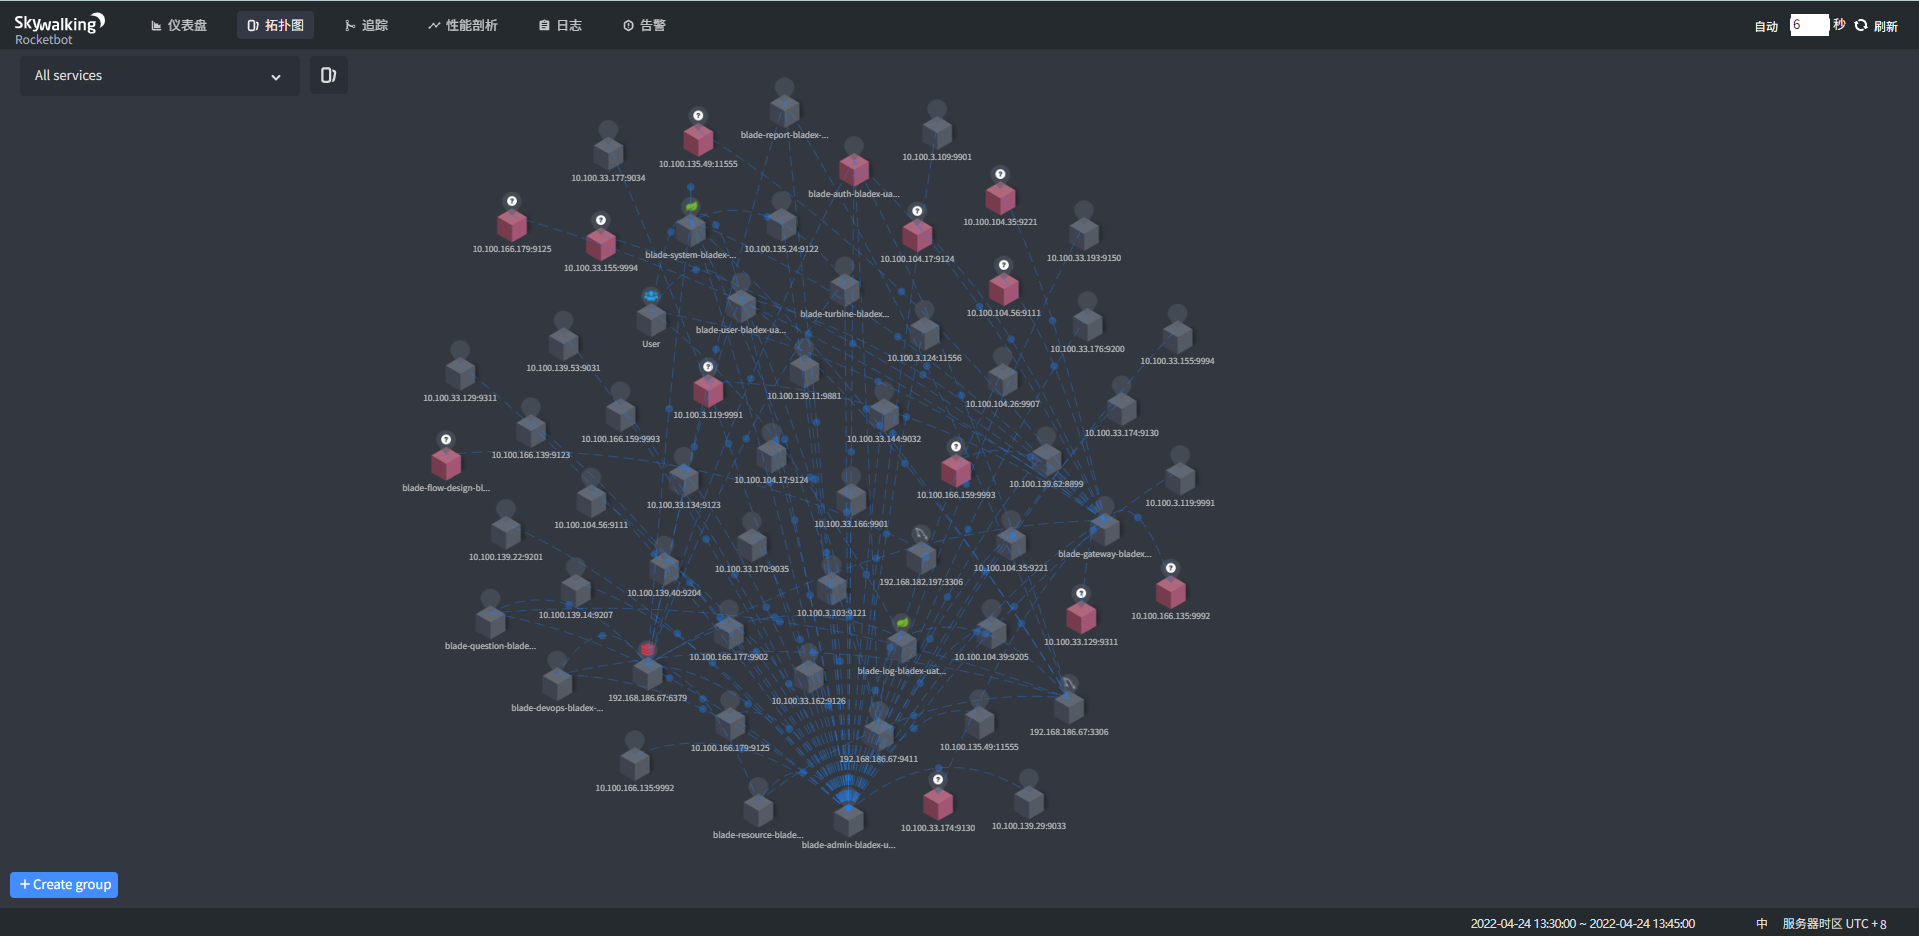 Skywalking
Rocketbot
仪表盘
拓扑图
追踪
性能剖析
日志
告警
自动
6
秒
刷新
All services
blade-report-bladex-...
10.100.135.49:11555
10.100.3.109:9901
10.100.33.177:9034
blade-auth-bladex-ua...
10.100.104.35:9221
10.100.166.179:9125
blade-system-bladex-...
10.100.135.24:9122
10.100.104.17:9124
10.100.33.193:9150
10.100.33.155:9994
blade-turbine-bladex...
10.100.104.56:9111
blade-user-bladex-ua...
User
10.100.3.124:11556
10.100.33.176:9200
10.100.33.155:9994
10.100.139.53:9031
10.100.33.129:9311
10.100.139.11:9881
10.100.104.26:9907
10.100.3.119:9991
10.100.166.159:9993
10.100.33.144:9032
10.100.33.174:9130
10.100.166.139:9123
blade-flow-design-bl...
10.100.104.17:9124
10.100.139.62:8899
10.100.166.159:9993
10.100.33.134:9123
10.100.3.119:9991
10.100.104.56:9111
10.100.33.166:9901
10.100.139.22:9201
blade-gateway-bladex...
10.100.33.170:9035
10.100.104.35:9221
192.168.182.197:3306
10.100.139.40:9204
10.100.139.14:9207
10.100.3.103:9121
10.100.166.135:9992
blade-question-blade...
10.100.33.129:9311
10.100.166.177:9902
10.100.104.39:9205
blade-log-bladex-uat...
192.168.186.67:6379
blade-devops-bladex-...
10.100.33.162:9126
192.168.186.67:3306
10.100.166.179:9125
10.100.135.49:11555
192.168.186.67:9411
10.100.166.135:9992
blade-resource-blade...
10.100.33.174:9130
10.100.139.29:9033
blade-admin-bladex-u...
+ Create group
2022-04-24 13:30:00 ~ 2022-04-24 13:45:00
中
服务器时区 UTC + 8